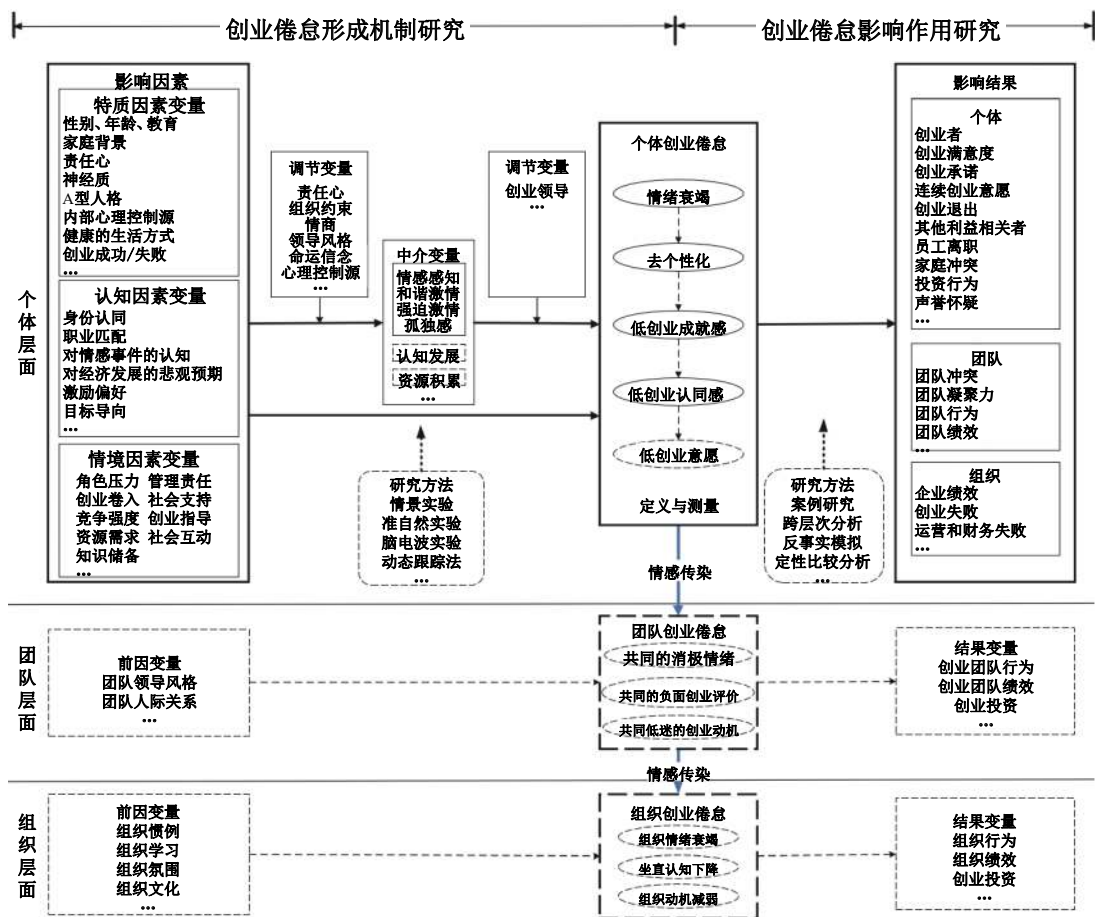 创业倦怠形成机制研究
创业倦怠影响作用研究
个体层面
影响因素
特质因素变量
性别、年龄、教育
家庭背景
责任心
神经质
A型人格
内部心理控制源
健康的生活方式
创业成功/失败
...
认知因素变量
身份认同
职业匹配
对情感事件的认知
对经济发展的悲观预期
激励偏好
目标导向
...
情境因素变量
角色压力 管理责任
创业卷入 社会支持
竞争强度 创业指导
资源需求 社会互动
知识储备
...
调节变量
责任心
组织约束
情商
领导风格
命运信念
心理控制源
...
中介变量
情感感知
和谐激情
强迫激情
孤独感
认知发展
资源积累
...
调节变量
创业领导
...
研究方法
情景实验
准自然实验
脑电波实验
动态跟踪法
...
个体创业倦怠
情绪衰竭
去个性化
低创业成就感
低创业认同感
低创业意愿
定义与测量
研究方法
案例研究
跨层次分析
反事实模拟
定性比较分析
...
影响结果
个体
创业者
创业满意度
创业承诺
连续创业意愿
创业退出
其他利益相关者
员工离职
家庭冲突
投资行为
声誉怀疑
...
团队
团队冲突
团队凝聚力
团队行为
团队绩效
...
组织
企业绩效
创业失败
运营和财务失败
...
情感传染
团队层面
前因变量
团队领导风格
团队人际关系
...
团队创业倦怠
共同的消极情绪
共同的负面创业评价
共同低迷的创业动机
结果变量
创业团队行为
创业团队绩效
创业投资
...
情感传染
组织层面
前因变量
组织惯例
组织学习
组织氛围
组织文化
...
组织创业倦怠
组织情绪衰竭
坐直认知下降
组织动机减弱
...
结果变量
组织行为
组织绩效
创业投资
...